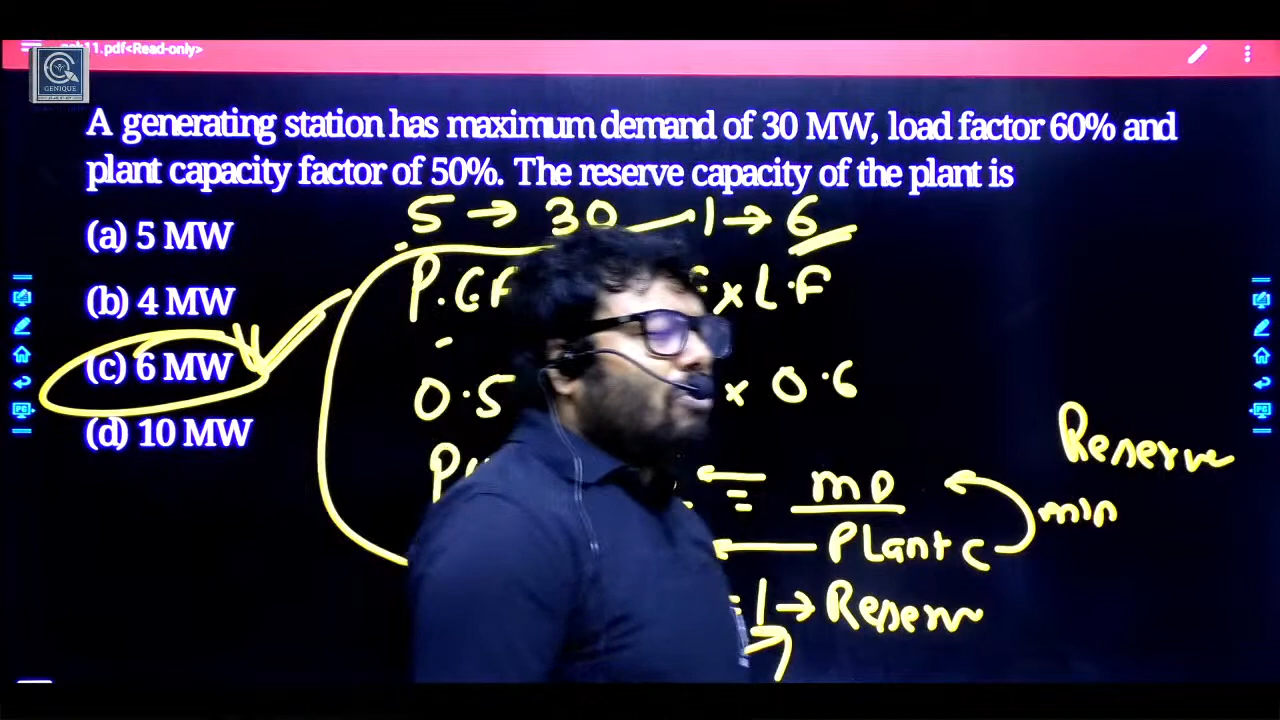 GENIQUE
11.pdf<Read-only>
A generating station has maximum demand of 30 MW, load factor 60% and
plant capacity factor of 50%. The reserve capacity of the plant is
(a) 5 MW
(b) 4 MW
(c) 6 MW
(d) 10 MW
5 → 30 1 → 6
P.C.F × L.F
0.5 × 0.6
Reserve
= MD
Plant C
min
1 → Reserv